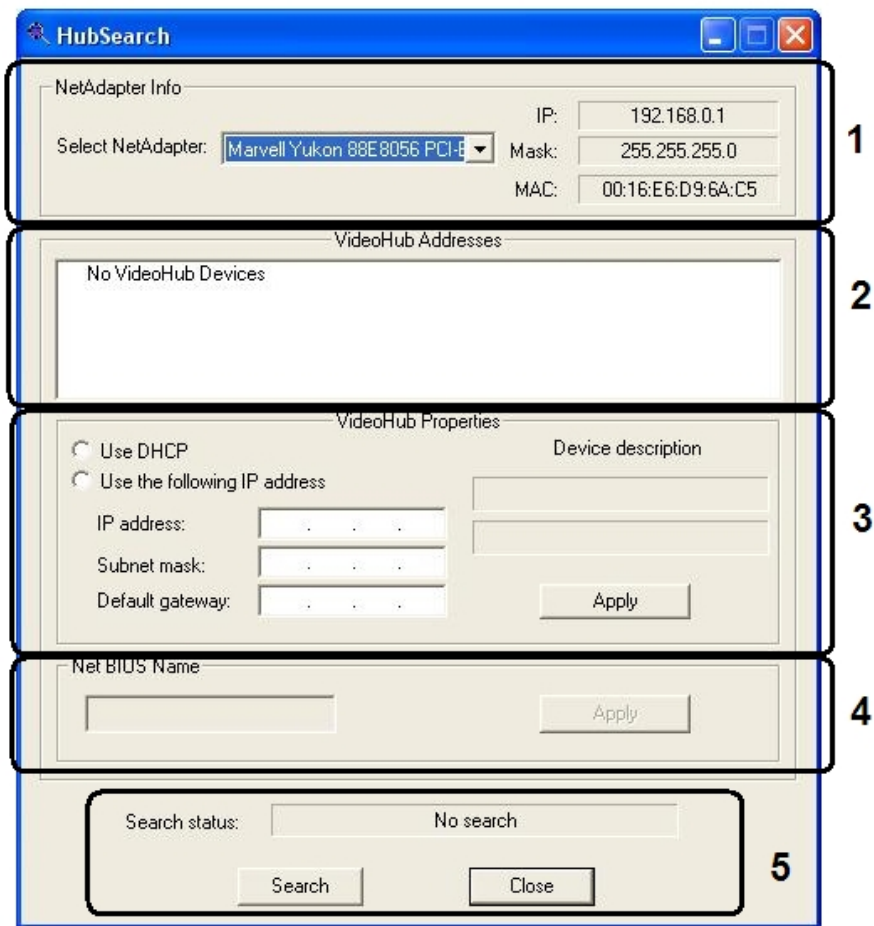 HubSearch
NetAdapter Info
IP: 192.168.0.1
Select NetAdapter: Marvell Yukon 88E8056 PCI-E Mask: 255.255.255.0
MAC: 00:16:E6:D9:6A:C5
1
VideoHub Addresses
No VideoHub Devices
2
VideoHub Properties
Use DHCP Device description
Use the following IP address
IP address: . . .
Subnet mask: . . .
Default gateway: . . . Apply
3
Net BIOS Name
Apply
4
Search status: No search
Search Close
5